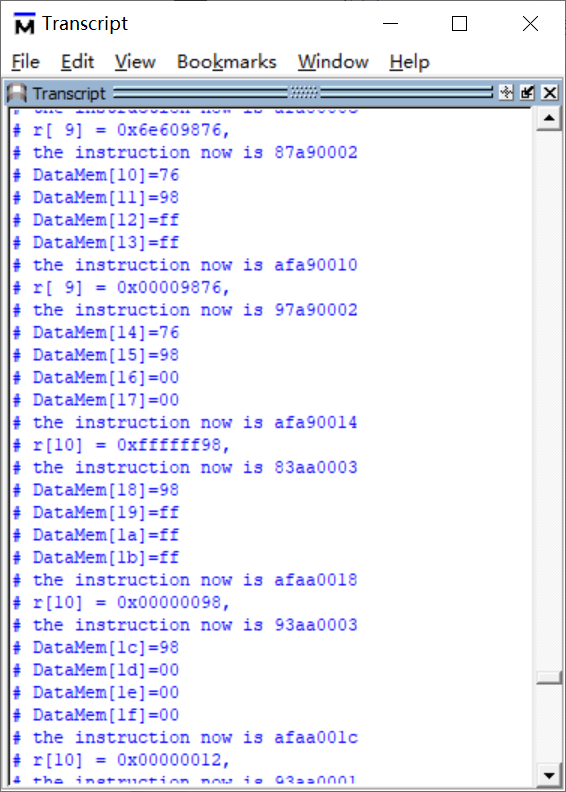 Transcript
File Edit View Bookmarks Window Help
Transcript
# r[ 9] = 0x6e609876,
# the instruction now is 87a90002
# DataMem[10]=76
# DataMem[11]=98
# DataMem[12]=ff
# DataMem[13]=ff
# the instruction now is afa90010
# r[ 9] = 0x00009876,
# the instruction now is 97a90002
# DataMem[14]=76
# DataMem[15]=98
# DataMem[16]=00
# DataMem[17]=00
# the instruction now is afa90014
# r[10] = 0xffffff98,
# the instruction now is 83aa0003
# DataMem[18]=98
# DataMem[19]=ff
# DataMem[1a]=ff
# DataMem[1b]=ff
# the instruction now is afaa0018
# r[10] = 0x00000098,
# the instruction now is 93aa0003
# DataMem[1c]=98
# DataMem[1d]=00
# DataMem[1e]=00
# DataMem[1f]=00
# the instruction now is afaa001c
# r[10] = 0x00000012,
# the instruction now is 93aa0001